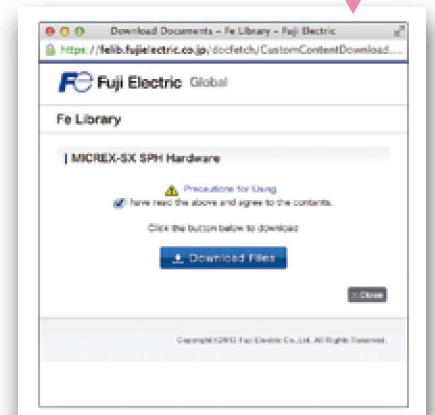 Download Documents - Fe Library - Fuji Electric
https://felib.fujielectric.co.jp/docfetch/CustomContentDownload....
Fe Fuji Electric Global
Fe Library
MICREX-SX SPH Hardware
Precautions for Using
I have read the above and agree to the contents.
Click the button below to download
Download Files
×Close
Copyright©2012 Fuji Electric Co.,Ltd. All Rights Reserved.